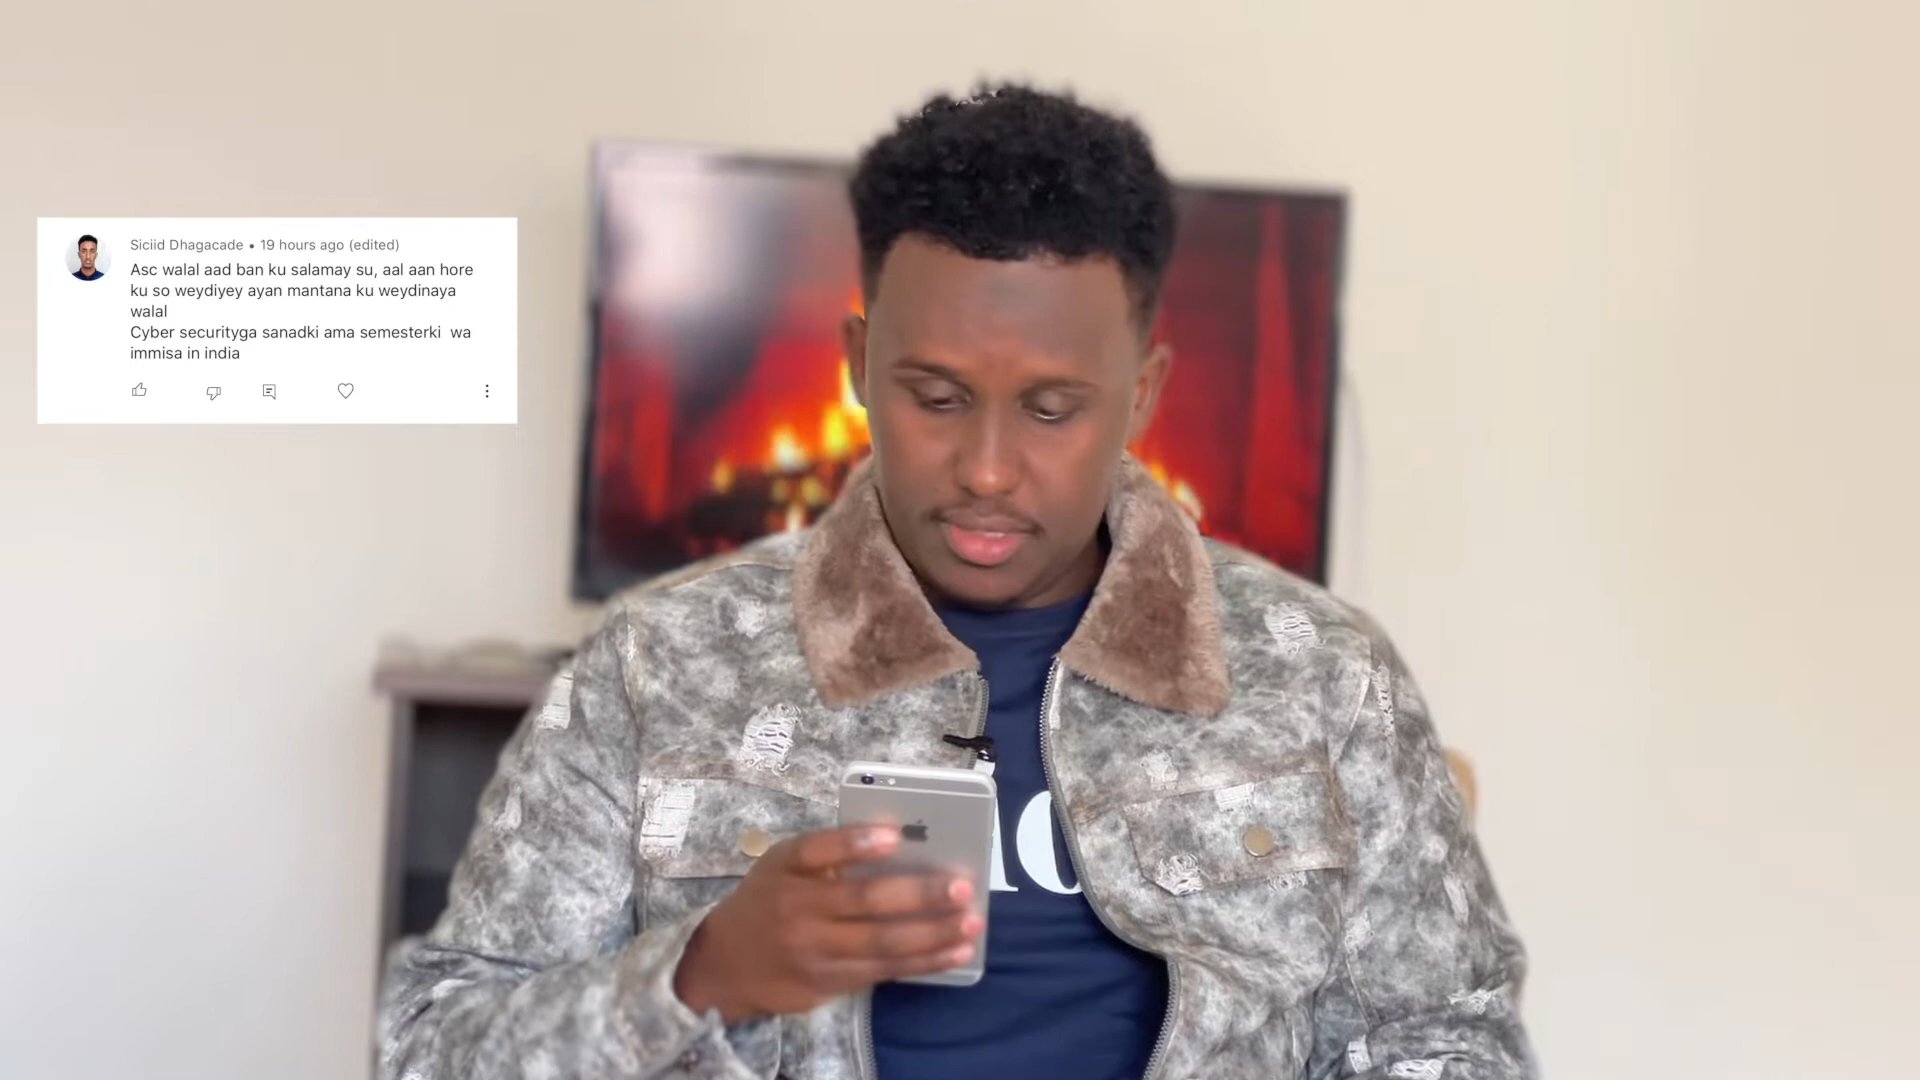 Siciid Dhagacade • 19 hours ago (edited)
Asc walal aad ban ku salamay su, aal aan hore
ku so weydiyey ayan mantana ku weydinaya
walal
Cyber securityga sanadki ama semesterki  wa
immisa in india